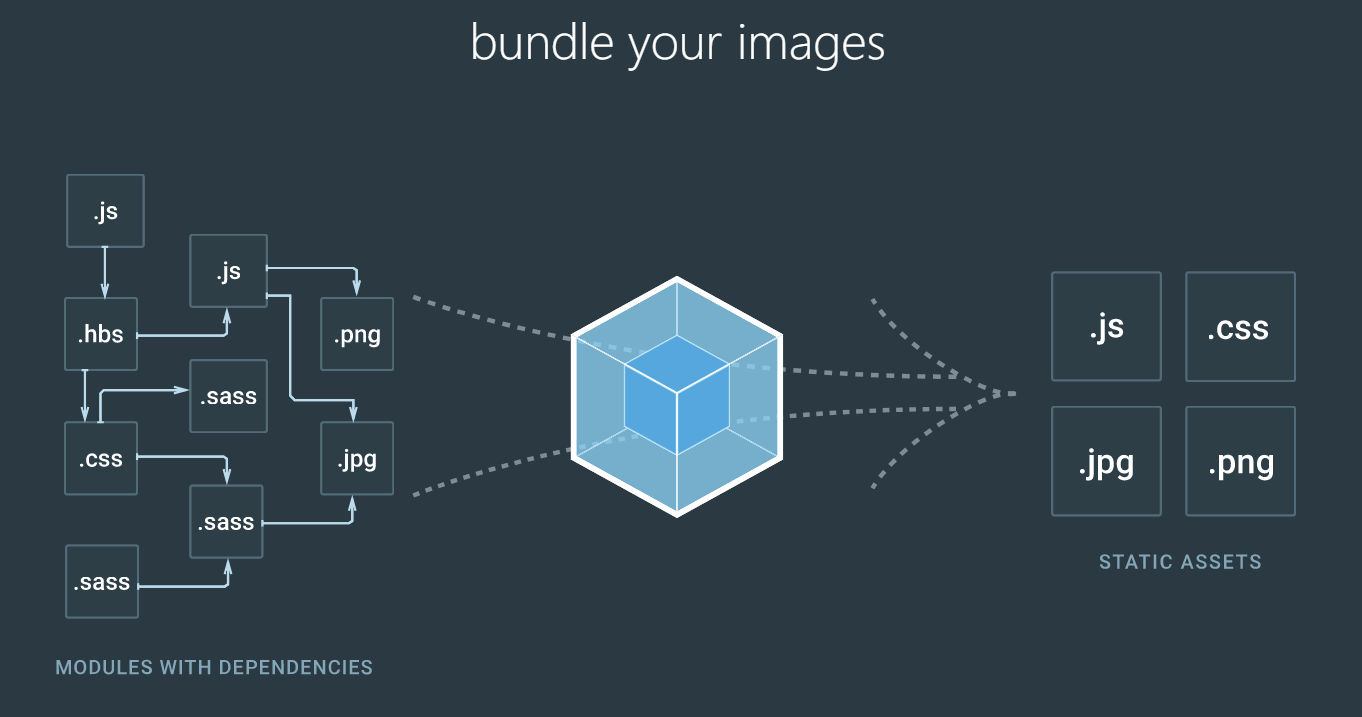 bundle your images
.js
.js
.hbs
.png
.sass
.css
.jpg
.sass
.sass
MODULES WITH DEPENDENCIES
.js
.css
.jpg
.png
STATIC ASSETS